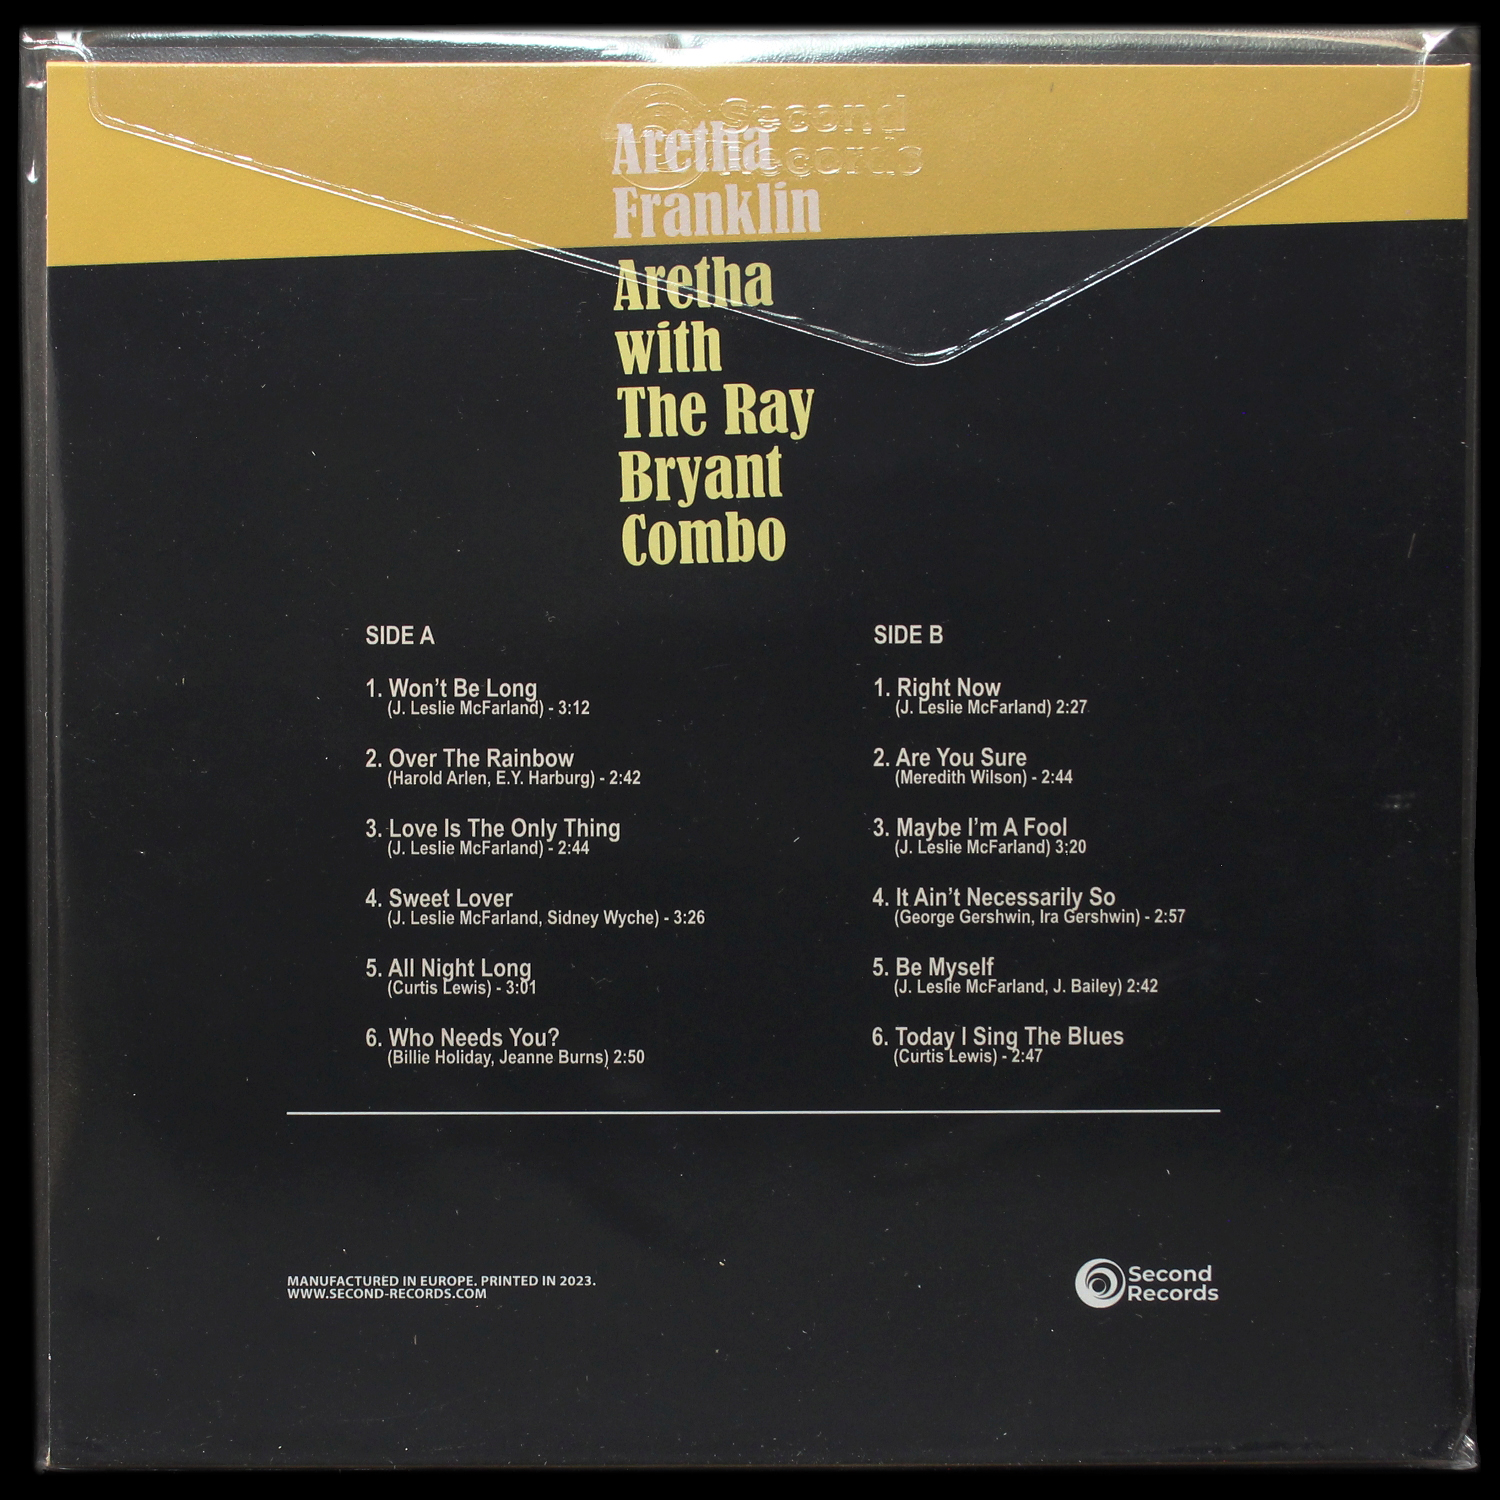 Second
Records
Aretha
Franklin
Aretha
with
The Ray
Bryant
Combo
SIDE A
1. Won't Be Long
(J. Leslie McFarland) - 3:12
2. Over The Rainbow
(Harold Arlen, E.Y. Harburg) - 2:42
3. Love Is The Only Thing
(J. Leslie McFarland) - 2:44
4. Sweet Lover
(J. Leslie McFarland, Sidney Wyche) - 3:26
5. All Night Long
(Curtis Lewis) - 3:01
6. Who Needs You?
(Billie Holiday, Jeanne Burns) 2:50
SIDE B
1. Right Now
(J. Leslie McFarland) 2:27
2. Are You Sure
(Meredith Wilson) - 2:44
3. Maybe I'm A Fool
(J. Leslie McFarland) 3:20
4. It Ain't Necessarily So
(George Gershwin, Ira Gershwin) - 2:57
5. Be Myself
(J. Leslie McFarland, J. Bailey) 2:42
6. Today I Sing The Blues
(Curtis Lewis) - 2:47
MANUFACTURED IN EUROPE. PRINTED IN 2023.
WWW.SECOND-RECORDS.COM
Second
Records